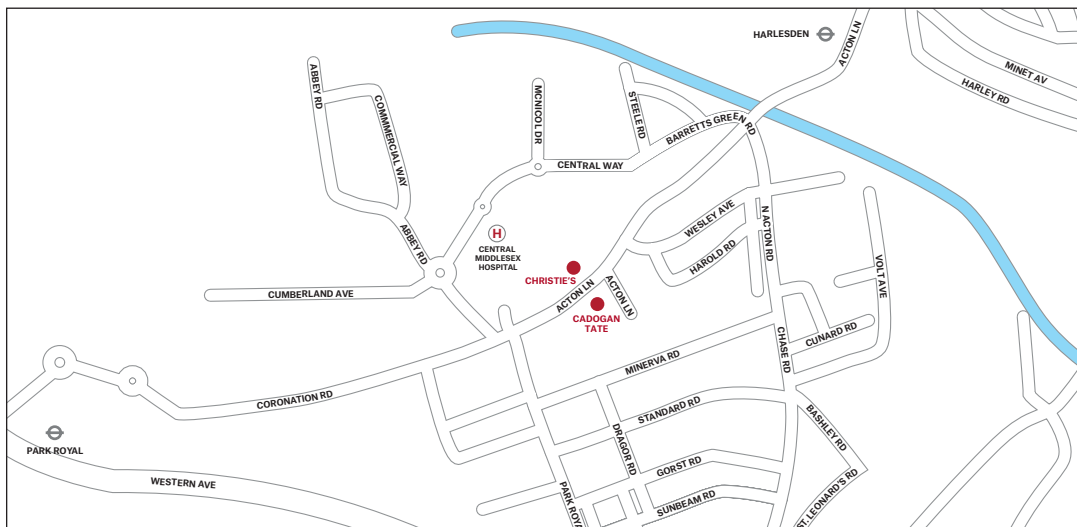 HARLESDEN
ACTON LN
MINET AV
HARLEY RD
ABBEY RD
COMMMERCIAL WAY
MCNICOL DR
STEELE RD
BARRETTS GREEN RD
CENTRAL WAY
ABBEY RD
H
CENTRAL
MIDDLESEX
HOSPITAL
WESLEY AVE
N ACTON RD
HAROLD RD
VOLT AVE
CHRISTIE'S
ACTON LN
ACTON LN
CUMBERLAND AVE
CADOGAN
TATE
CUNARD RD
CHASE RD
MINERVA RD
CORONATION RD
STANDARD RD
BASHLEY RD
DRAGOR RD
PARK ROYAL
GORST RD
WESTERN AVE
PARK ROYAL
SUNBEAM RD
ST. LEONARD'S RD